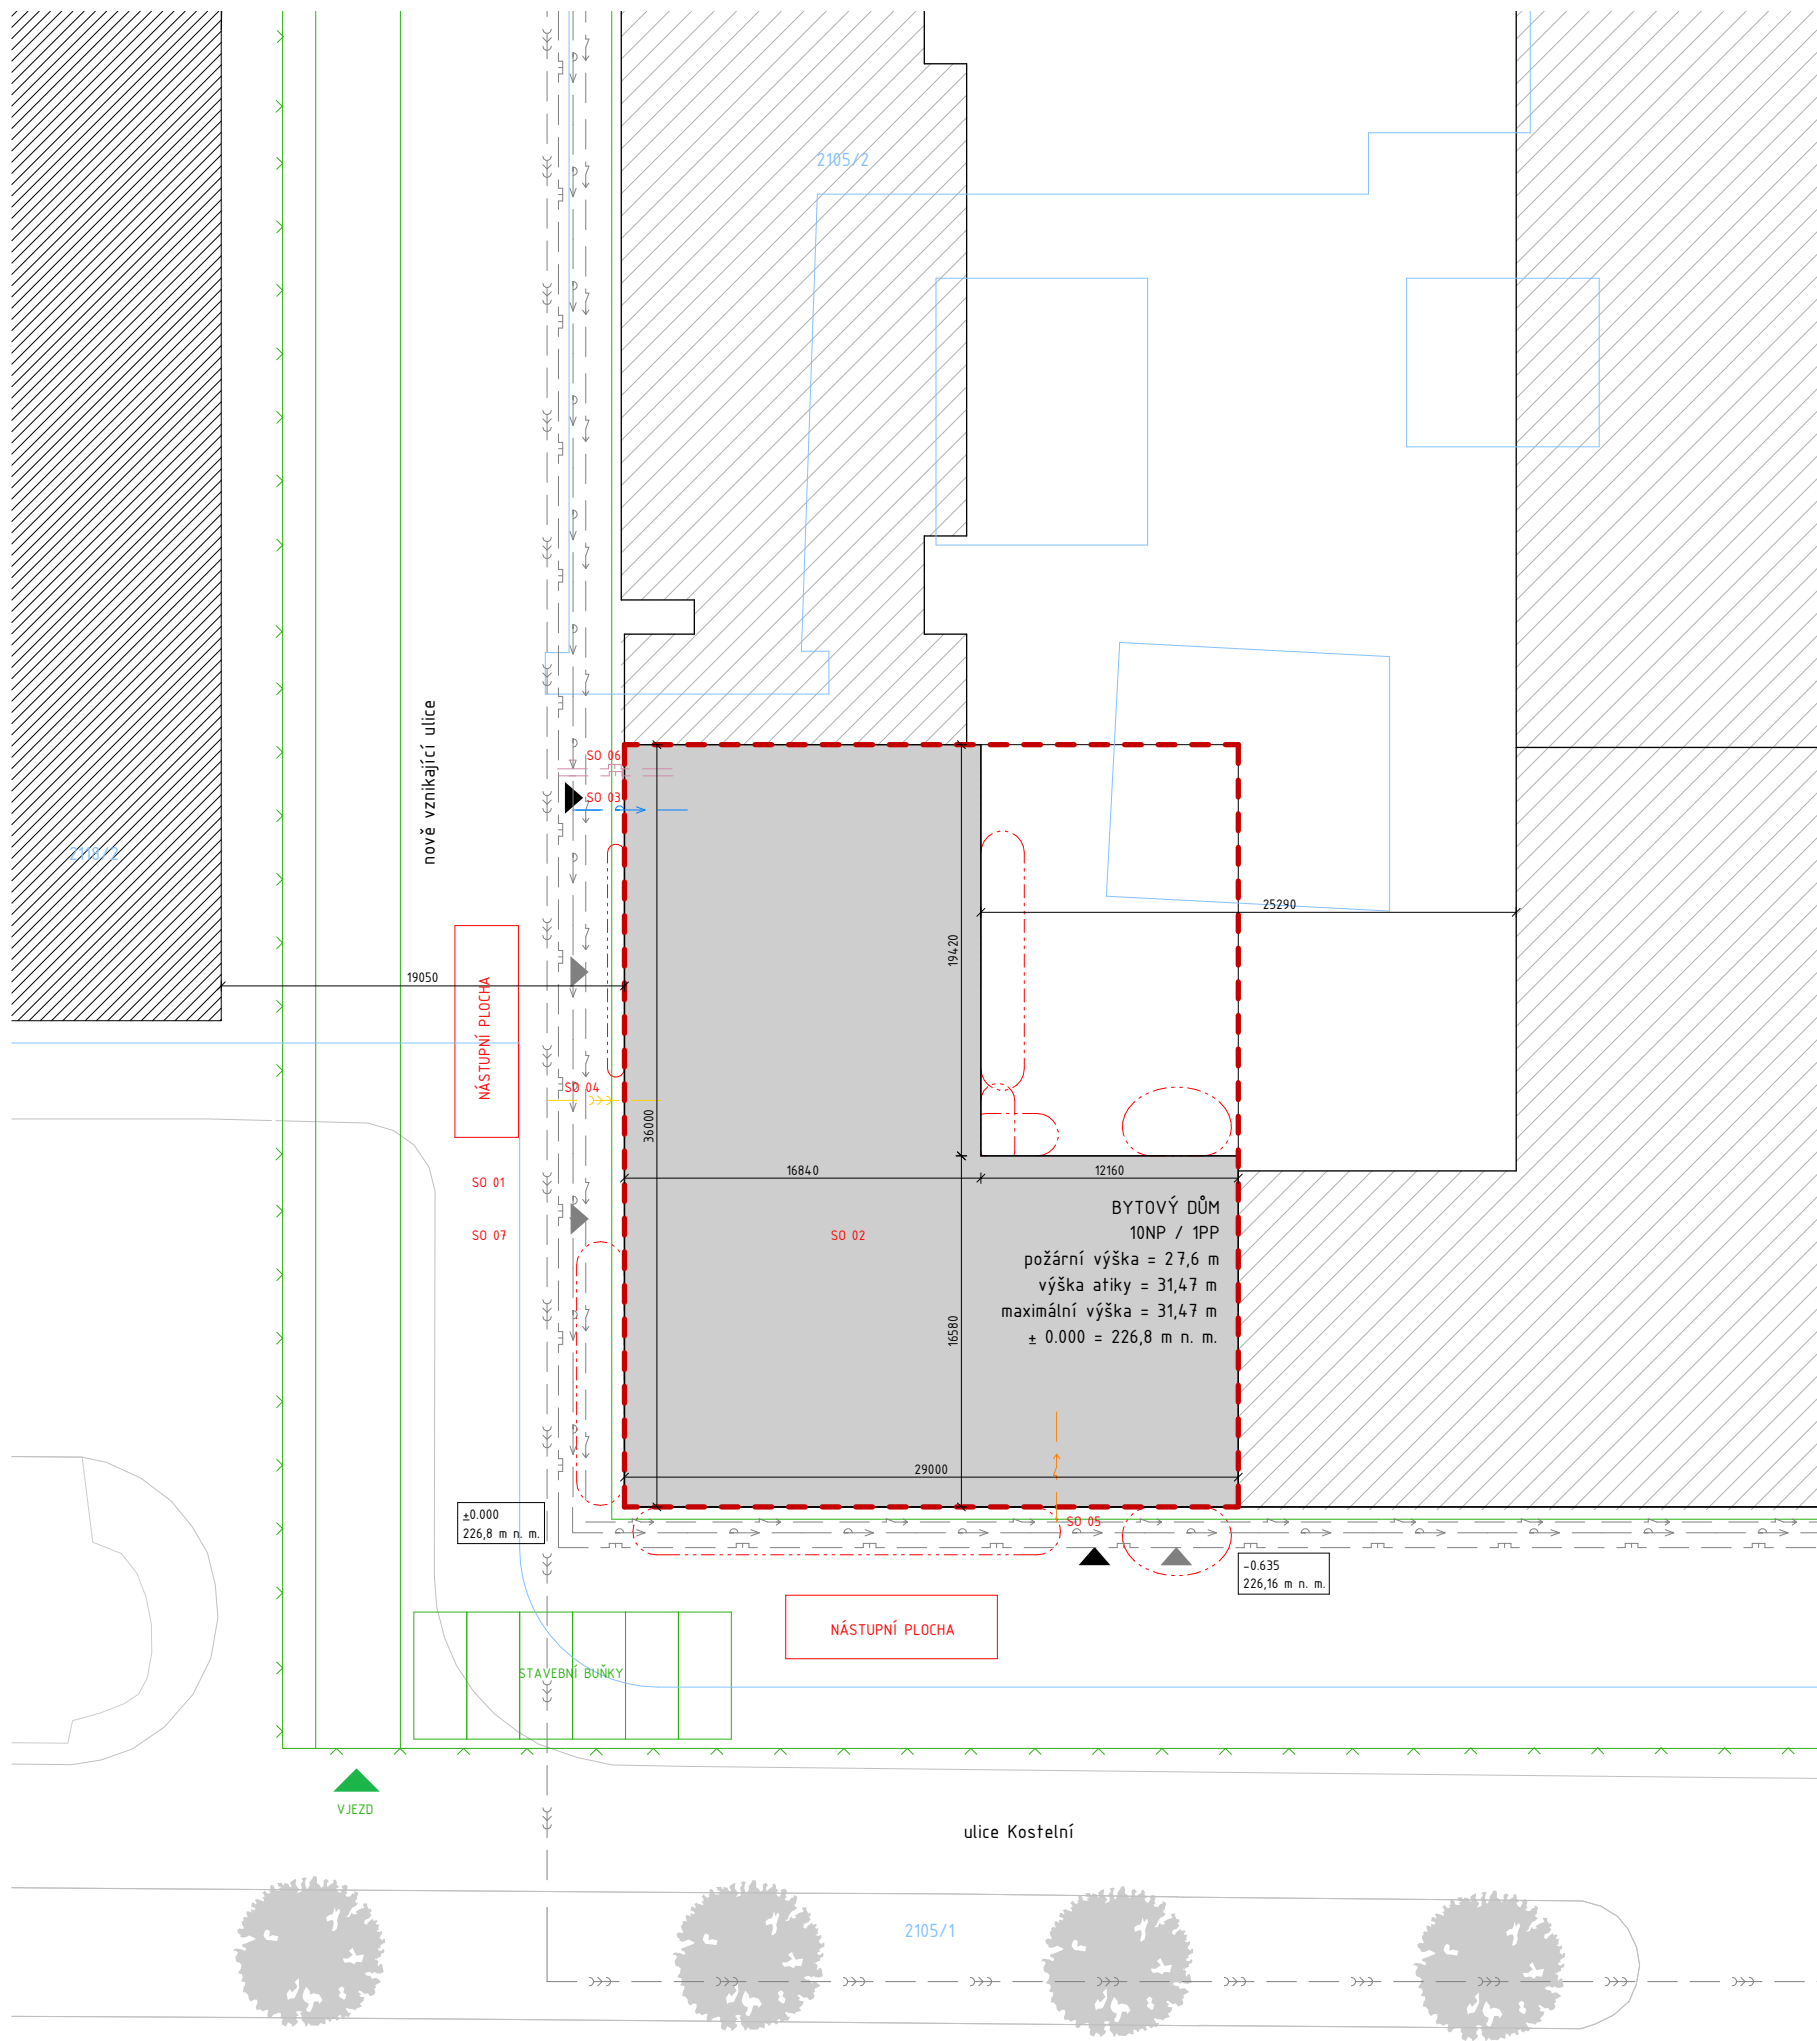 2105/2
nově vznikající ulice
SO 06
SO 03
2118/2
25290
19420
19050
NÁSTUPNÍ PLOCHA
SO 04
36000
16840
12160
SO 01
SO 07
SO 02
BYTOVÝ DŮM
10NP / 1PP
požární výška = 27,6 m
výška atiky = 31,47 m
maximální výška = 31,47 m
± 0.000 = 226,8 m n. m.
16580
29000
±0.000
226,8 m n. m.
SO 05
-0.635
226,16 m n. m.
NÁSTUPNÍ PLOCHA
STAVEBNÍ BUŇKY
VJEZD
ulice Kostelní
2105/1